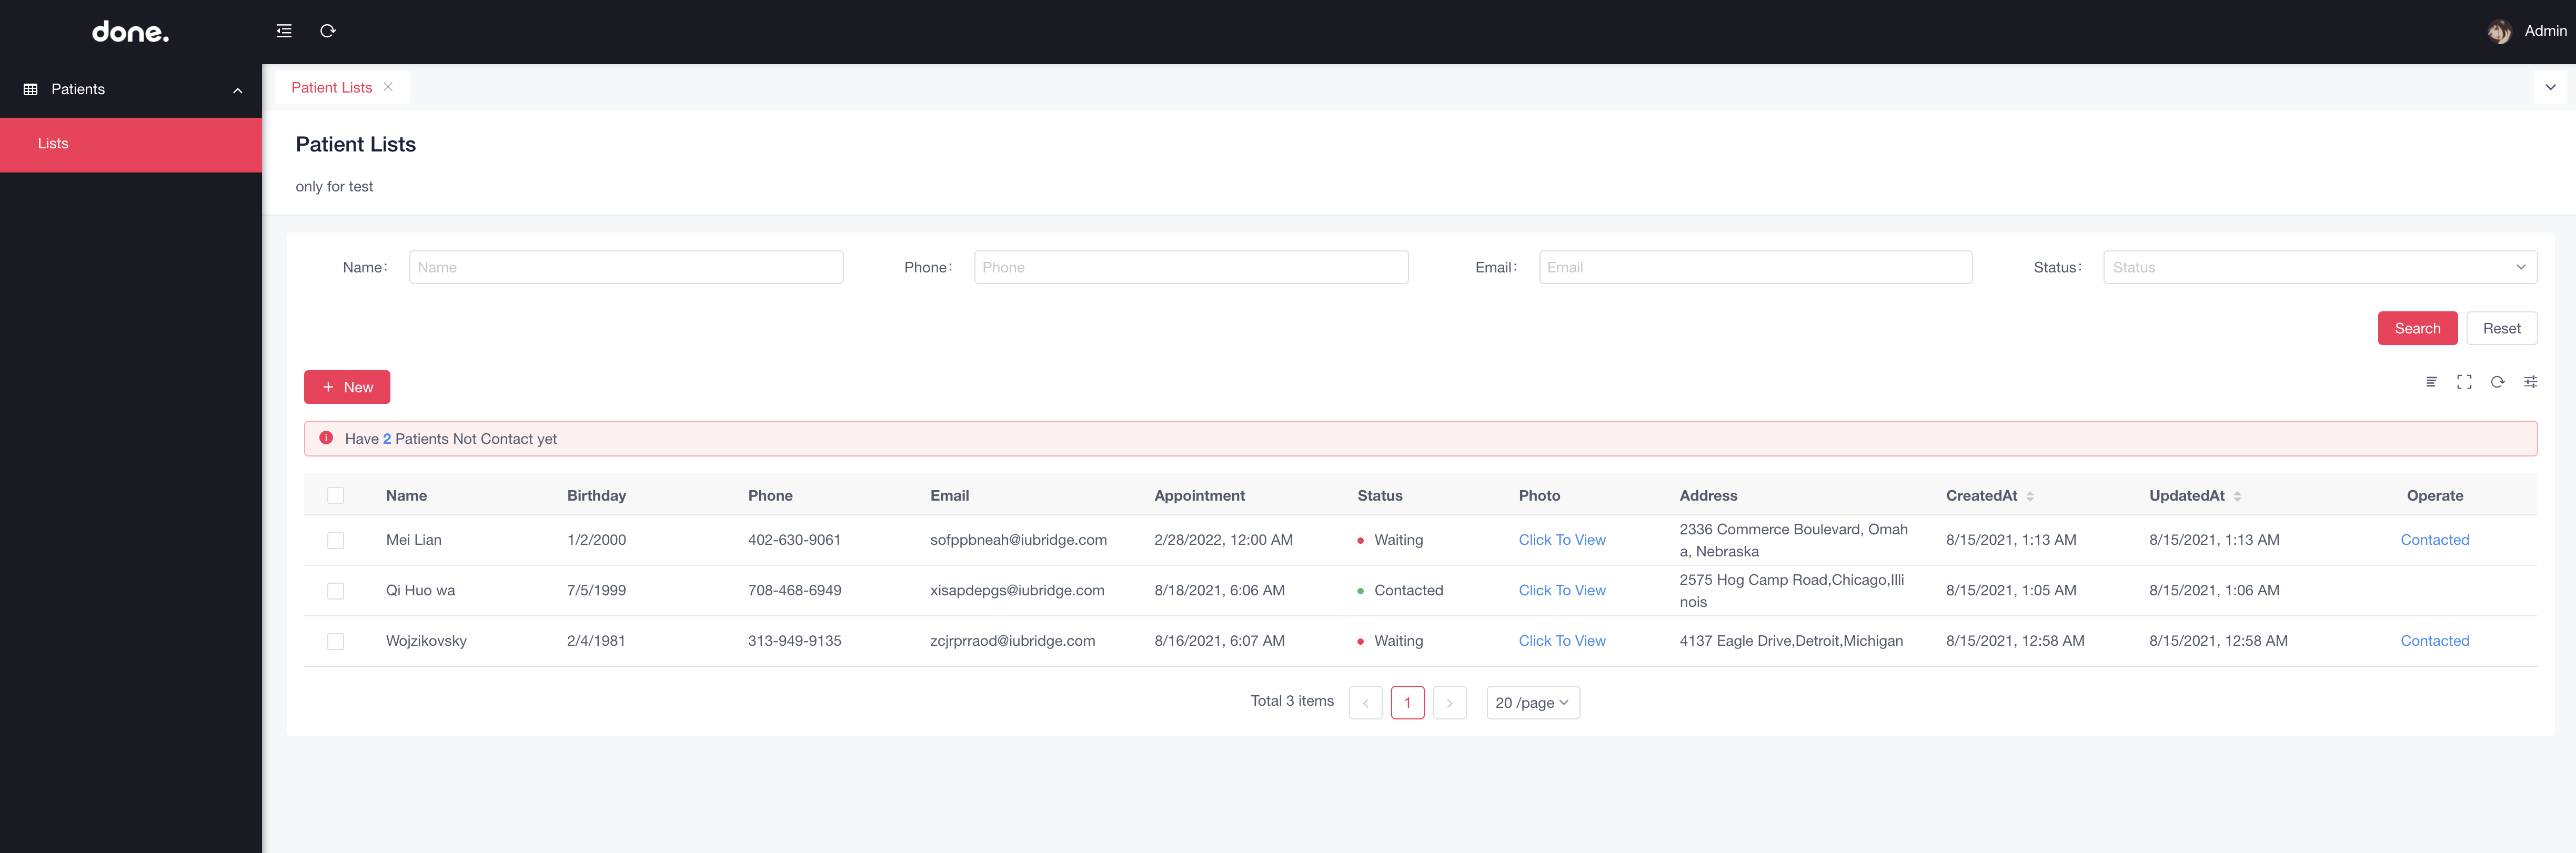 done.
Admin
Patients
Lists
Patient Lists
Patient Lists
only for test
Name: Name Phone: Phone Email: Email Status: Status
Search Reset
+ New
Have 2 Patients Not Contact yet
Name Birthday Phone Email Appointment Status Photo Address CreatedAt UpdatedAt Operate
Mei Lian 1/2/2000 402-630-9061 sofppbneah@iubridge.com 2/28/2022, 12:00 AM Waiting Click To View 2336 Commerce Boulevard, Omah
a, Nebraska
8/15/2021, 1:13 AM 8/15/2021, 1:13 AM Contacted
Qi Huo wa 7/5/1999 708-468-6949 xisapdepgs@iubridge.com 8/18/2021, 6:06 AM Contacted Click To View 2575 Hog Camp Road,Chicago,Illi
nois
8/15/2021, 1:05 AM 8/15/2021, 1:06 AM
Wojzikovsky 2/4/1981 313-949-9135 zcjrprraod@iubridge.com 8/16/2021, 6:07 AM Waiting Click To View 4137 Eagle Drive,Detroit,Michigan 8/15/2021, 12:58 AM 8/15/2021, 12:58 AM Contacted
Total 3 items 1 20 /page